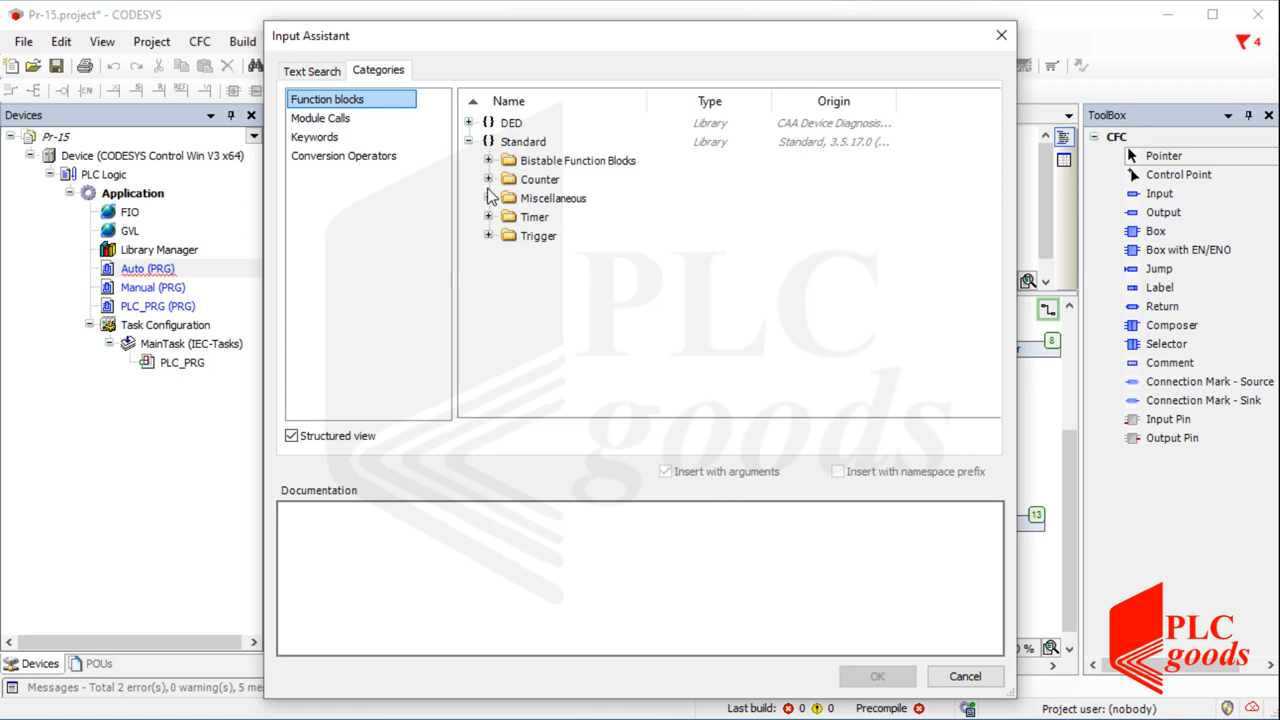 Pr-15.project* - CODESYS
File Edit View Project CFC Build
4
Devices
Pr-15
Device (CODESYS Control Win V3 x64)
PLC Logic
Application
FIO
GVL
Library Manager
Auto (PRG)
Manual (PRG)
PLC_PRG (PRG)
Task Configuration
MainTask (IEC-Tasks)
PLC_PRG
Devices POUs
Messages - Total 2 error(s), 0 warning(s), 5 me
Input Assistant
Text Search Categories
Function blocks
Module Calls
Keywords
Conversion Operators
Name Type Origin
DED Library CAA Device Diagnosis...
Standard Library Standard, 3.5.17.0 (...
Bistable Function Blocks
Counter
Miscellaneous
Timer
Trigger
Structured view
Insert with arguments Insert with namespace prefix
Documentation
OK Cancel
8
13
%
ToolBox
CFC
Pointer
Control Point
Input
Output
Box
Box with EN/ENO
Jump
Label
Return
Composer
Selector
Comment
Connection Mark - Source
Connection Mark - Sink
Input Pin
Output Pin
PLC
goods
PLC
goods
Last build: 0 0 Precompile Project user: (nobody)